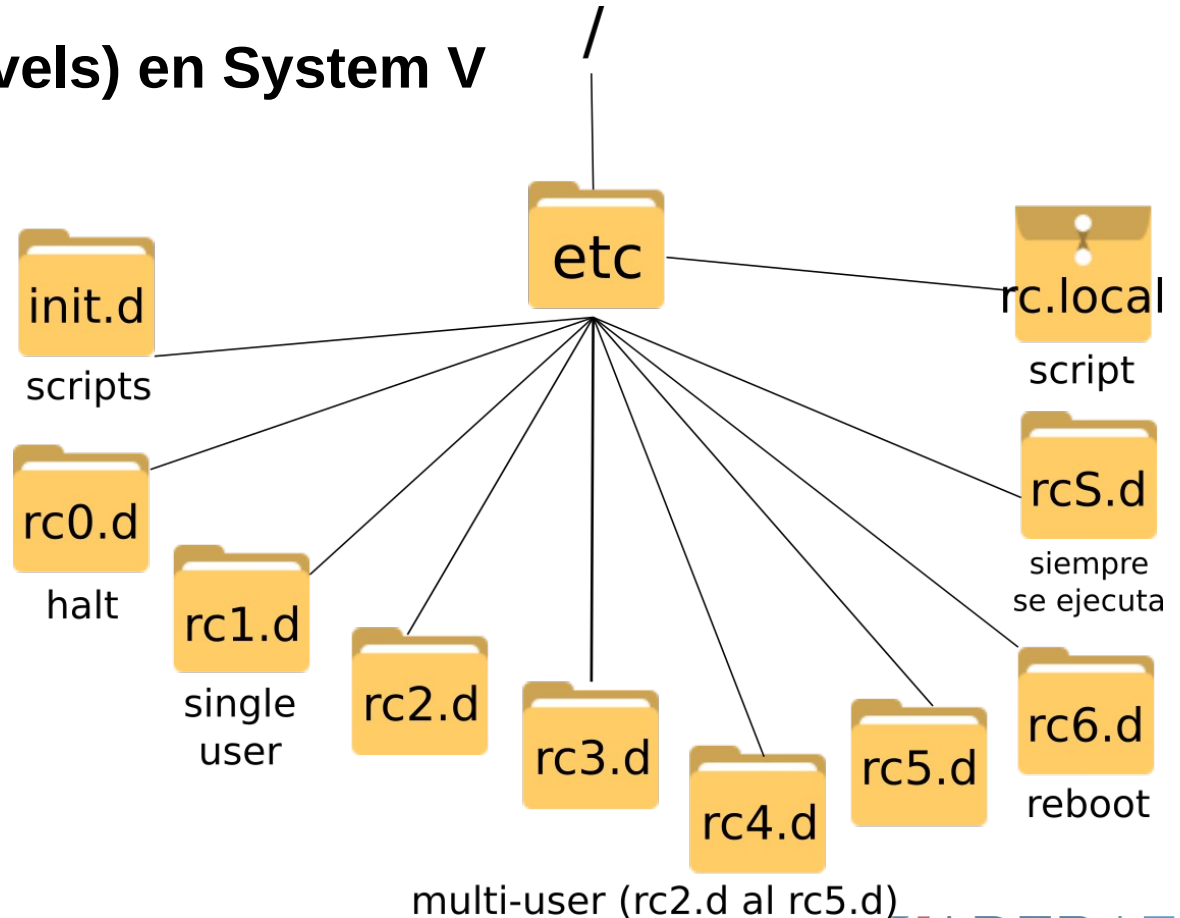 /
vels) en System V
etc
init.d
scripts
rc.local
script
rc0.d
halt
rcS.d
siempre
se ejecuta
rc1.d
single
user
rc2.d
rc3.d
rc4.d
rc5.d
rc6.d
reboot
multi-user (rc2.d al rc5.d)